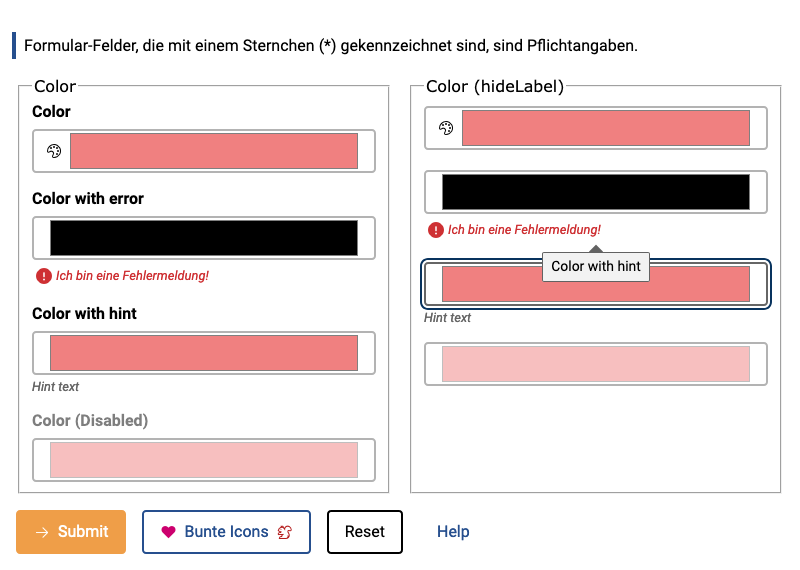 Formular-Felder, die mit einem Sternchen (*) gekennzeichnet sind, sind Pflichtangaben.
Color
Color
Color with error
Ich bin eine Fehlermeldung!
Color with hint
Hint text
Color (Disabled)
Color (hideLabel)
Ich bin eine Fehlermeldung!
Color with hint
Hint text
Submit
Bunte Icons
Reset
Help